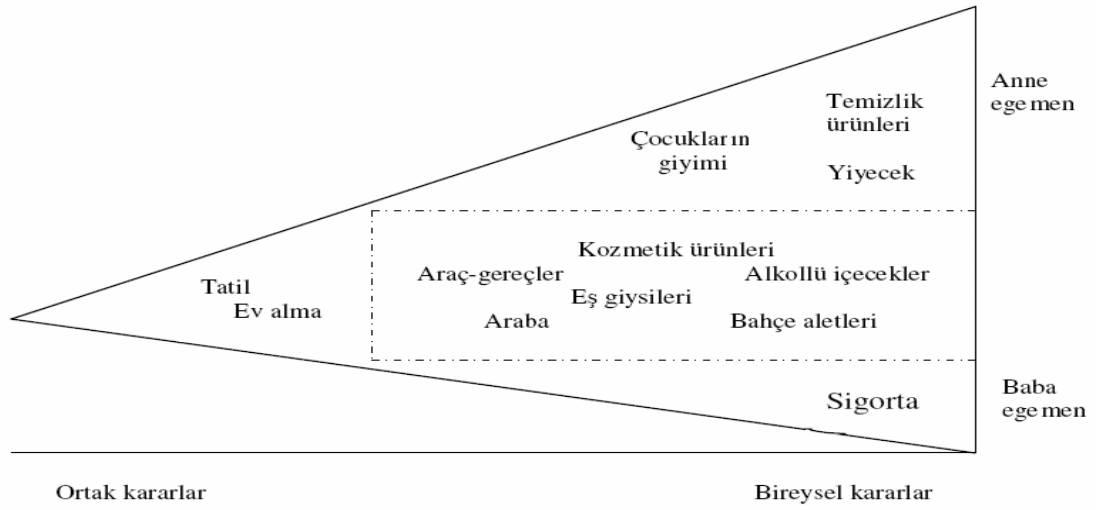 Anne
egemen
Temizlik
ürünleri
Çocukların
giyimi
Yiyecek
Kozmetik ürünleri
Araç-gereçler
Alkollü içecekler
Tatil
Eş giysileri
Ev alma
Araba
Bahçe aletleri
Baba
egemen
Sigorta
Ortak kararlar
Bireysel kararlar